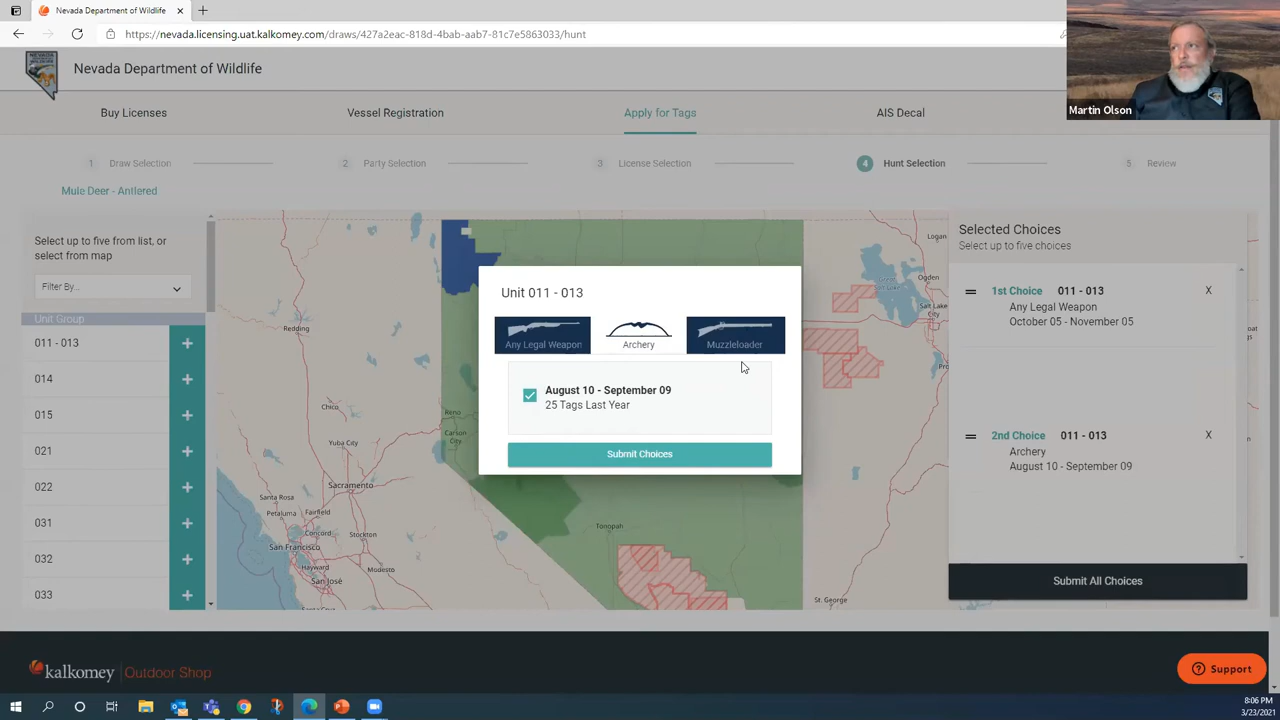 Nevada Department of Wildlife
https://nevada.licensing.uat.kalkomey.com/draws/427a2eac-818d-4bab-aab7-81c7e5863033/hunt
Nevada Department of Wildlife
Martin Olson
Buy Licenses
Vessel Registration
Apply for Tags
AIS Decal
1 Draw Selection
2 Party Selection
3 License Selection
4 Hunt Selection
5 Review
Mule Deer - Antlered
Select up to five from list, or
select from map
Filter By...
Unit Group
011 - 013
014
015
021
022
031
032
033
Redding
Chico
Yuba City
Reno
Carson City
Santa Rosa
Sacramento
Napa
Fairfield
Lodi
Concord
Stockton
San Francisco
Modesto
Hayward
San José
Tonopah
Logan
Ogden
Salt Lake City
Prov
St. George
Unit 011 - 013
Any Legal Weapon
Archery
Muzzleloader
August 10 - September 09
25 Tags Last Year
Submit Choices
Selected Choices
Select up to five choices
1st Choice 011 - 013 X
Any Legal Weapon
October 05 - November 05
2nd Choice 011 - 013 X
Archery
August 10 - September 09
Submit All Choices
kalkomey | Outdoor Shop
Support
8:06 PM
3/23/2021